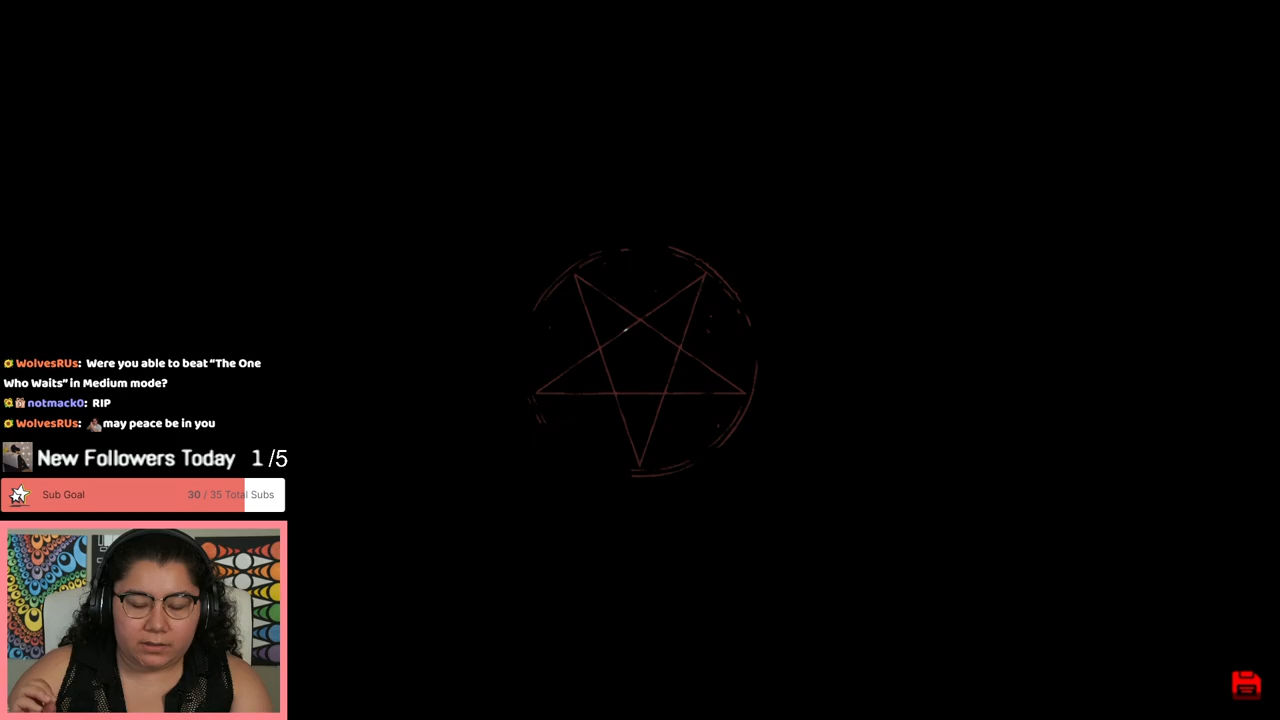 WolvesRUs: Were you able to beat "The One
Who Waits" in Medium mode?
notmack0: RIP
WolvesRUs: may peace be in you
New Followers Today 1 /5
Sub Goal 30 / 35 Total Subs